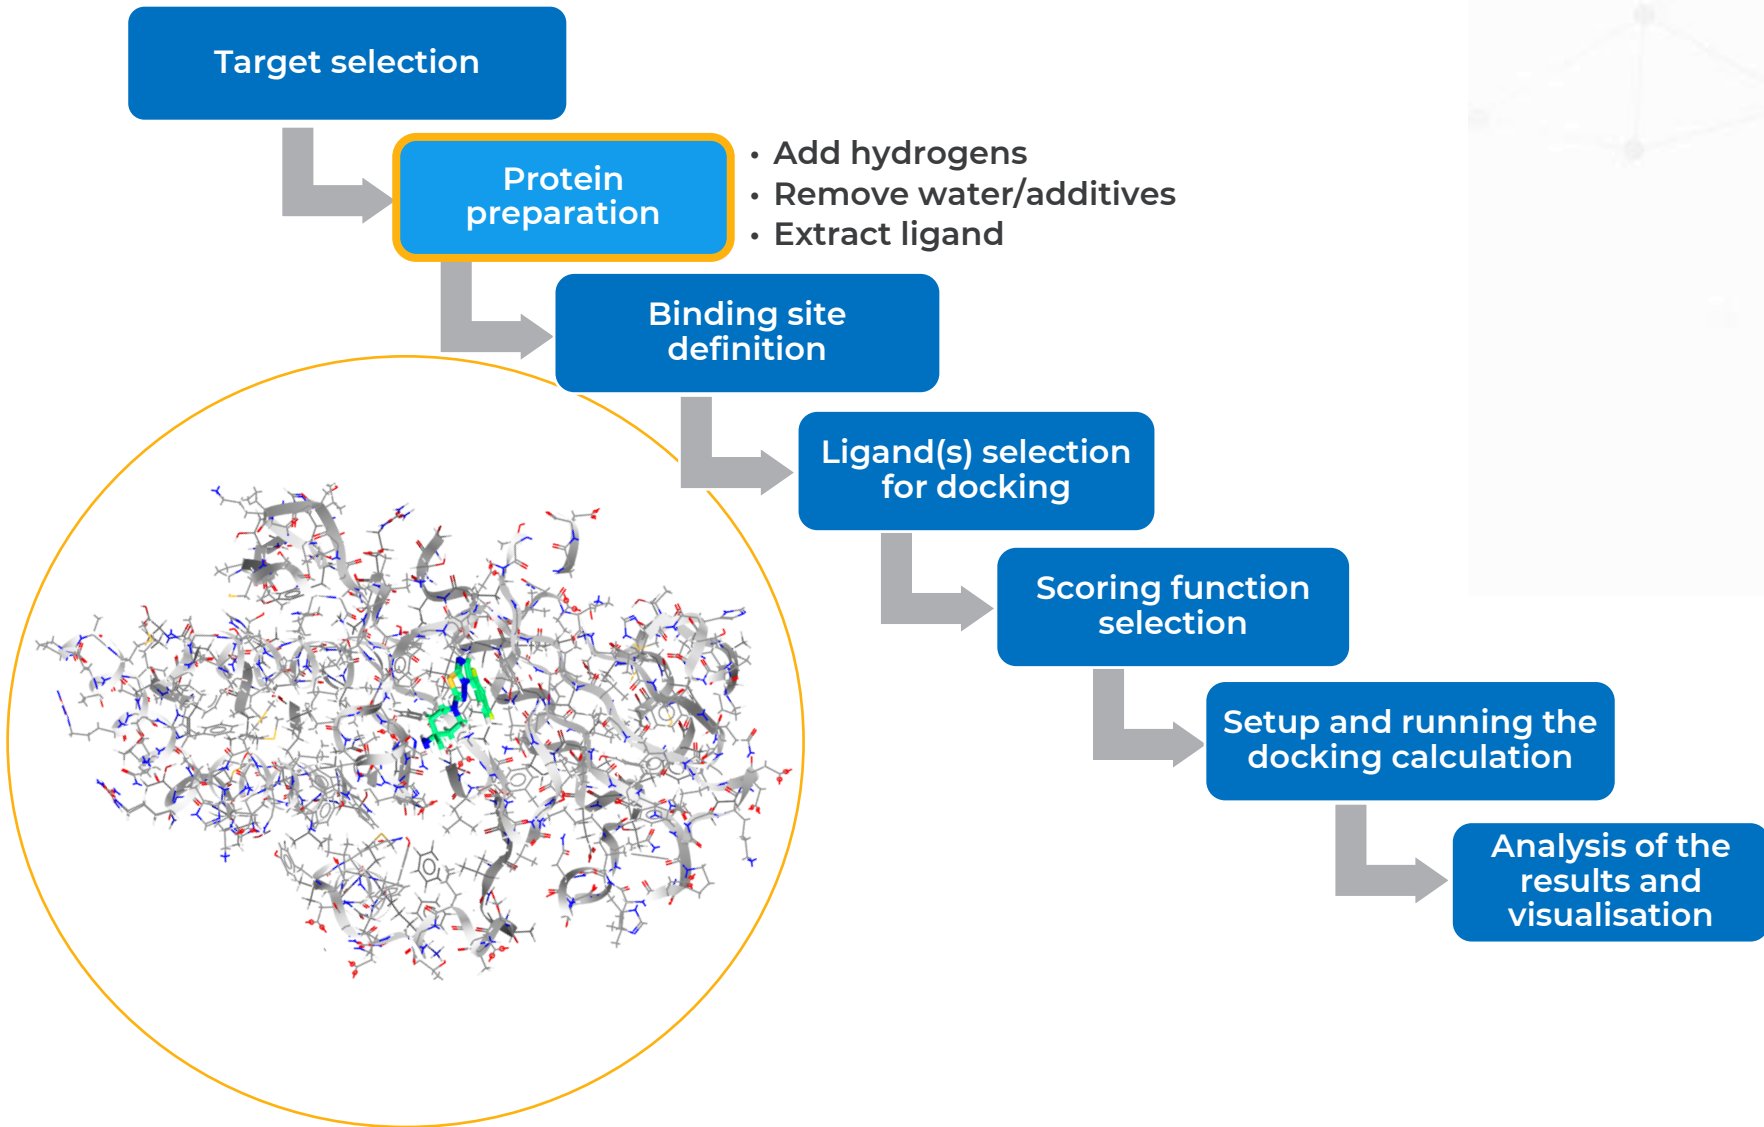 Target selection
Protein
preparation
• Add hydrogens
• Remove water/additives
• Extract ligand
Binding site
definition
Ligand(s) selection
for docking
Scoring function
selection
Setup and running the
docking calculation
Analysis of the
results and
visualisation